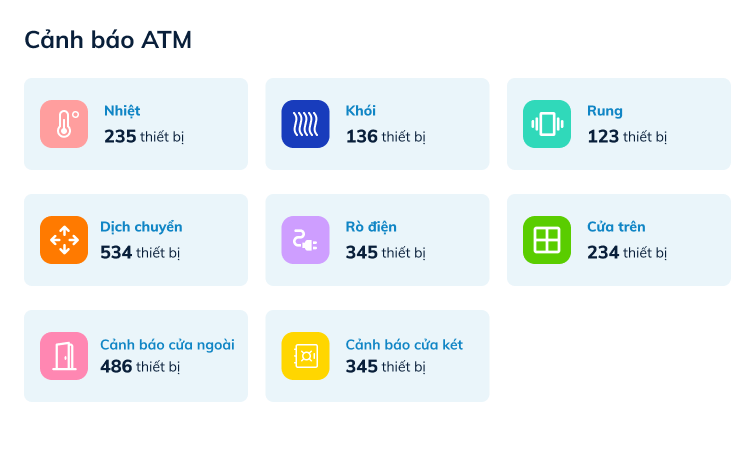 Cảnh báo ATM
Nhiệt
235 thiết bị
Khói
136 thiết bị
Rung
123 thiết bị
Dịch chuyển
534 thiết bị
Rò điện
345 thiết bị
Cửa trên
234 thiết bị
Cảnh báo cửa ngoài
486 thiết bị
Cảnh báo cửa két
345 thiết bị